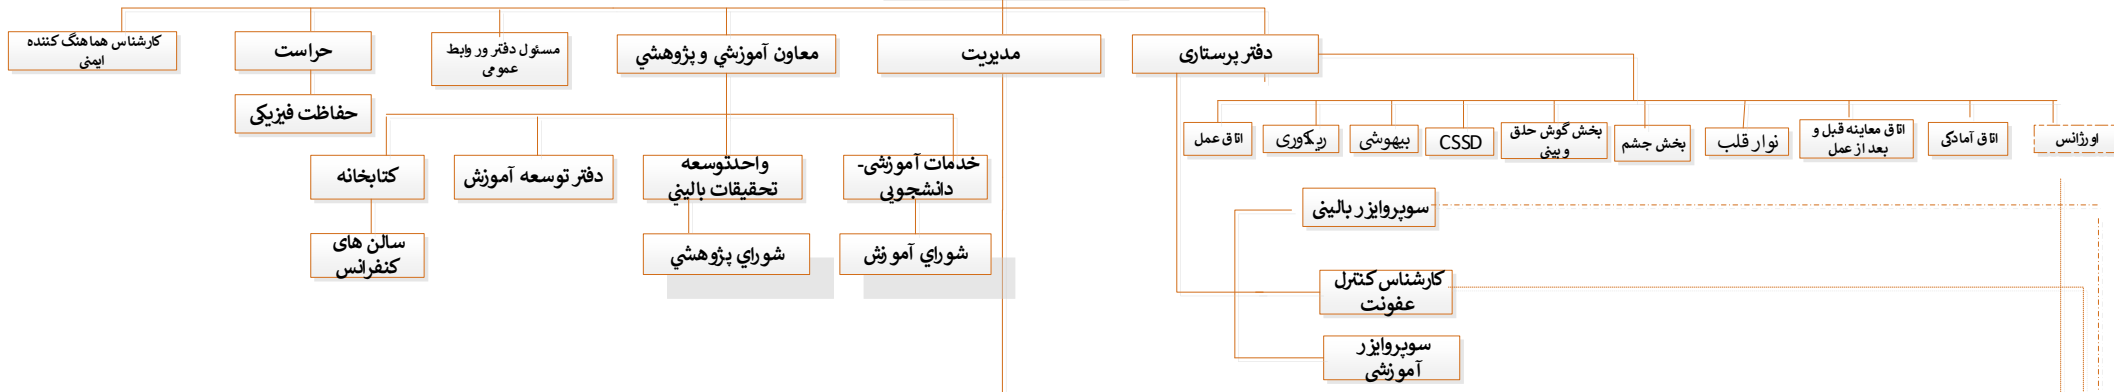 دفتر پرستاری
مدیریت
معاون آموزشي و پژوهشي
مسئول دفتر ور وابط
عمومی
حراست
کارشناس هماهنگ کننده
ایمنی
حفاظت فیزیکی
اورژانس
اتاق آمادگی
اتاق معاینه قبل و
بعد از عمل
نوار قلب
بخش چشم
بخش گوش حلق
و بینی
CSSD
بیهوشی
ریکاوری
اتاق عمل
خدمات آموزشی-
دانشجویی
واحدتوسعه
تحقیقات بالیني
دفتر توسعه آموزش
کتابخانه
سوپروایزر بالینی
شوراي آموزش
شوراي پژوهشي
سالن های
کنفرانس
کارشناس کنترل
عفونت
سوپروایزر
آموزشی